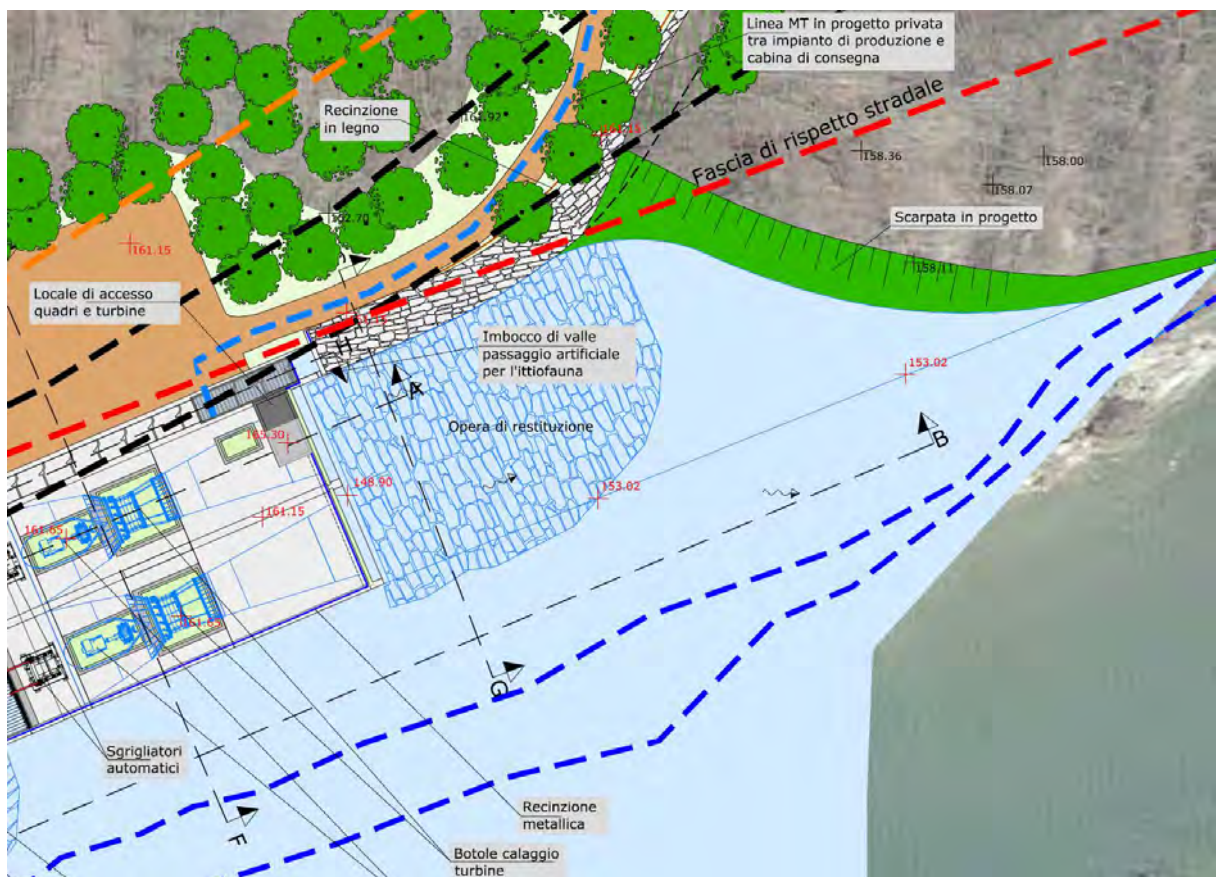 Linea MT in progetto privata
tra impianto di produzione e
cabina di consegna
Recinzione
in legno
161.92
161.15
Fascia di rispetto stradale
158.36
158.00
158.07
162.70
Scarpata in progetto
161.15
158.11
Locale di accesso
quadri e turbine
Imbocco di valle
passaggio artificiale
per l'ittiofauna
H
A
153.02
165.30
Opera di restituzione
B
148.90
153.02
161.15
161.65
161.65
G
Sgrigliatori
automatici
Recinzione
metallica
F
Botole calaggio
turbine